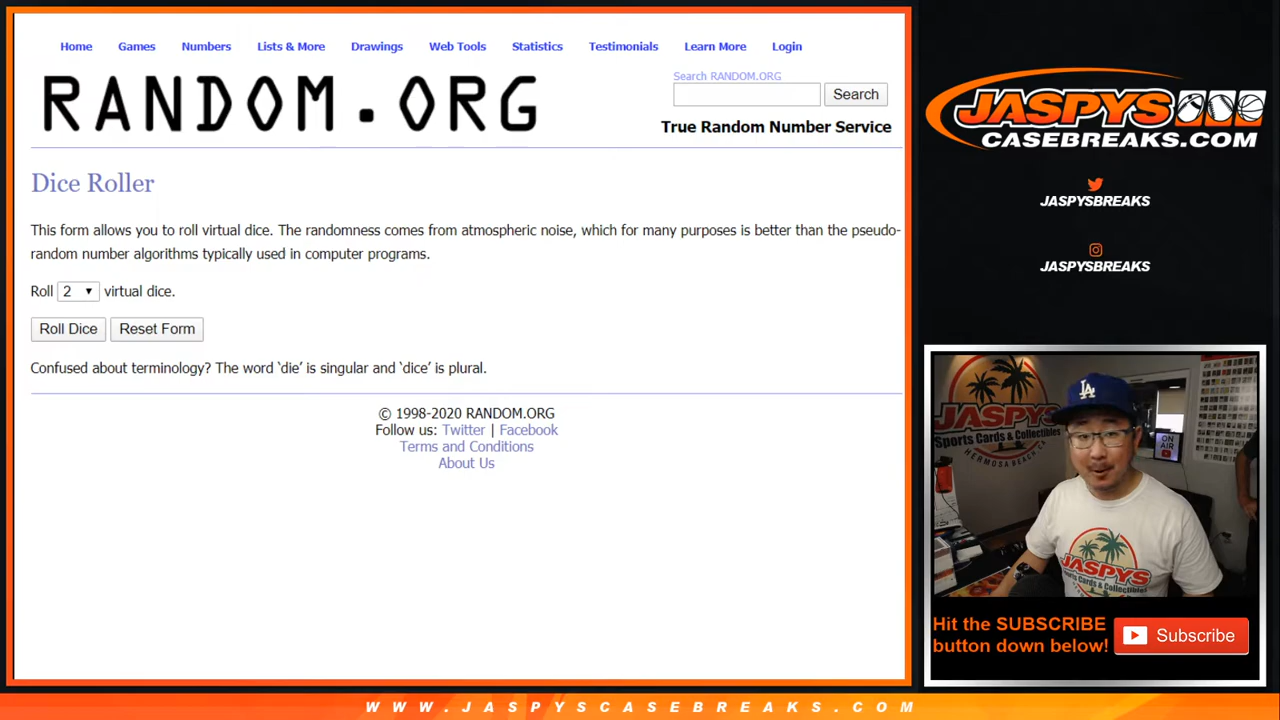 Home Games Numbers Lists & More Drawings Web Tools Statistics Testimonials Learn More Login
RANDOM.ORG
Search RANDOM.ORG
Search
True Random Number Service
Dice Roller
This form allows you to roll virtual dice. The randomness comes from atmospheric noise, which for many purposes is better than the pseudo-
random number algorithms typically used in computer programs.
Roll 2 virtual dice.
Roll Dice Reset Form
Confused about terminology? The word ‘die’ is singular and ‘dice’ is plural.
© 1998-2020 RANDOM.ORG
Follow us: Twitter | Facebook
Terms and Conditions
About Us
JASPYS
CASEBREAKS.COM
JASPYSBREAKS
JASPYSBREAKS
JASPYS
Sports Cards & Collectibles
HERMOSA BEACH CA
LA
ON
AIR
JASPYS
Sports Cards & Collectibles
Hit the SUBSCRIBE
button down below!
Subscribe
WWW.JASPYSCASEBREAKS.COM